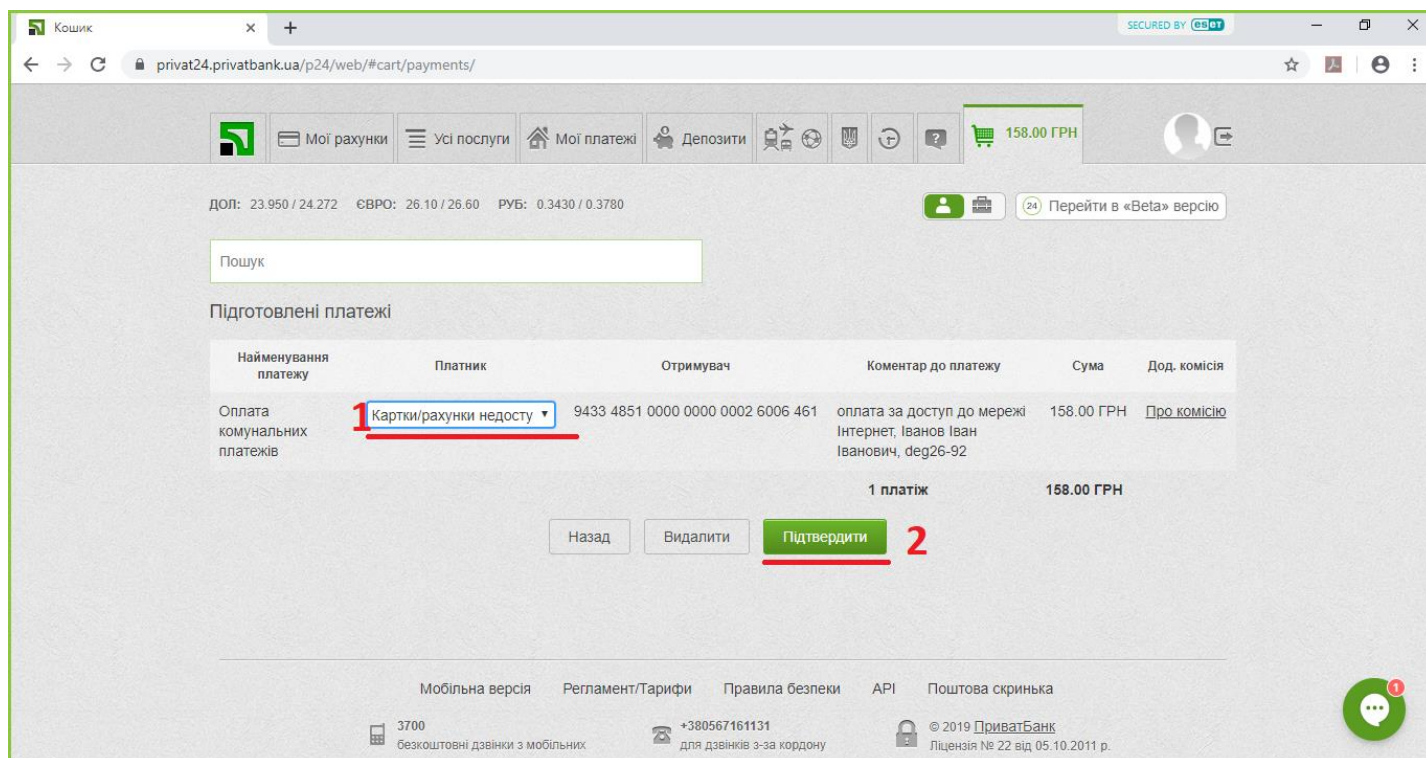 Кошик
SECURED BY eset
privat24.privatbank.ua/p24/web/#cart/payments/
Мої рахунки Усі послуги Мої платежі Депозити 158.00 ГРН
ДОЛ: 23.950 / 24.272 ЄВРО: 26.10 / 26.60 РУБ: 0.3430 / 0.3780
24 Перейти в «Beta» версію
Пошук
Підготовлені платежі
Найменування платежу Платник Отримувач Коментар до платежу Сума Дод. комісія
1
Оплата Картки/рахунки недосту 9433 4851 0000 0000 0002 6006 461 оплата за доступ до мережі 158.00 ГРН Про комісію
комунальних Інтернет, Іванов Іван
платежів Іванович, deg26-92
1 платіж 158.00 ГРН
Назад Видалити Підтвердити 2
Мобільна версія Регламент/Тарифи Правила безпеки API Поштова скринька
3700 +380567161131 © 2019 ПриватБанк
безкоштовні дзвінки з мобільних для дзвінків з-за кордону Ліцензія № 22 від 05.10.2011 р.
1